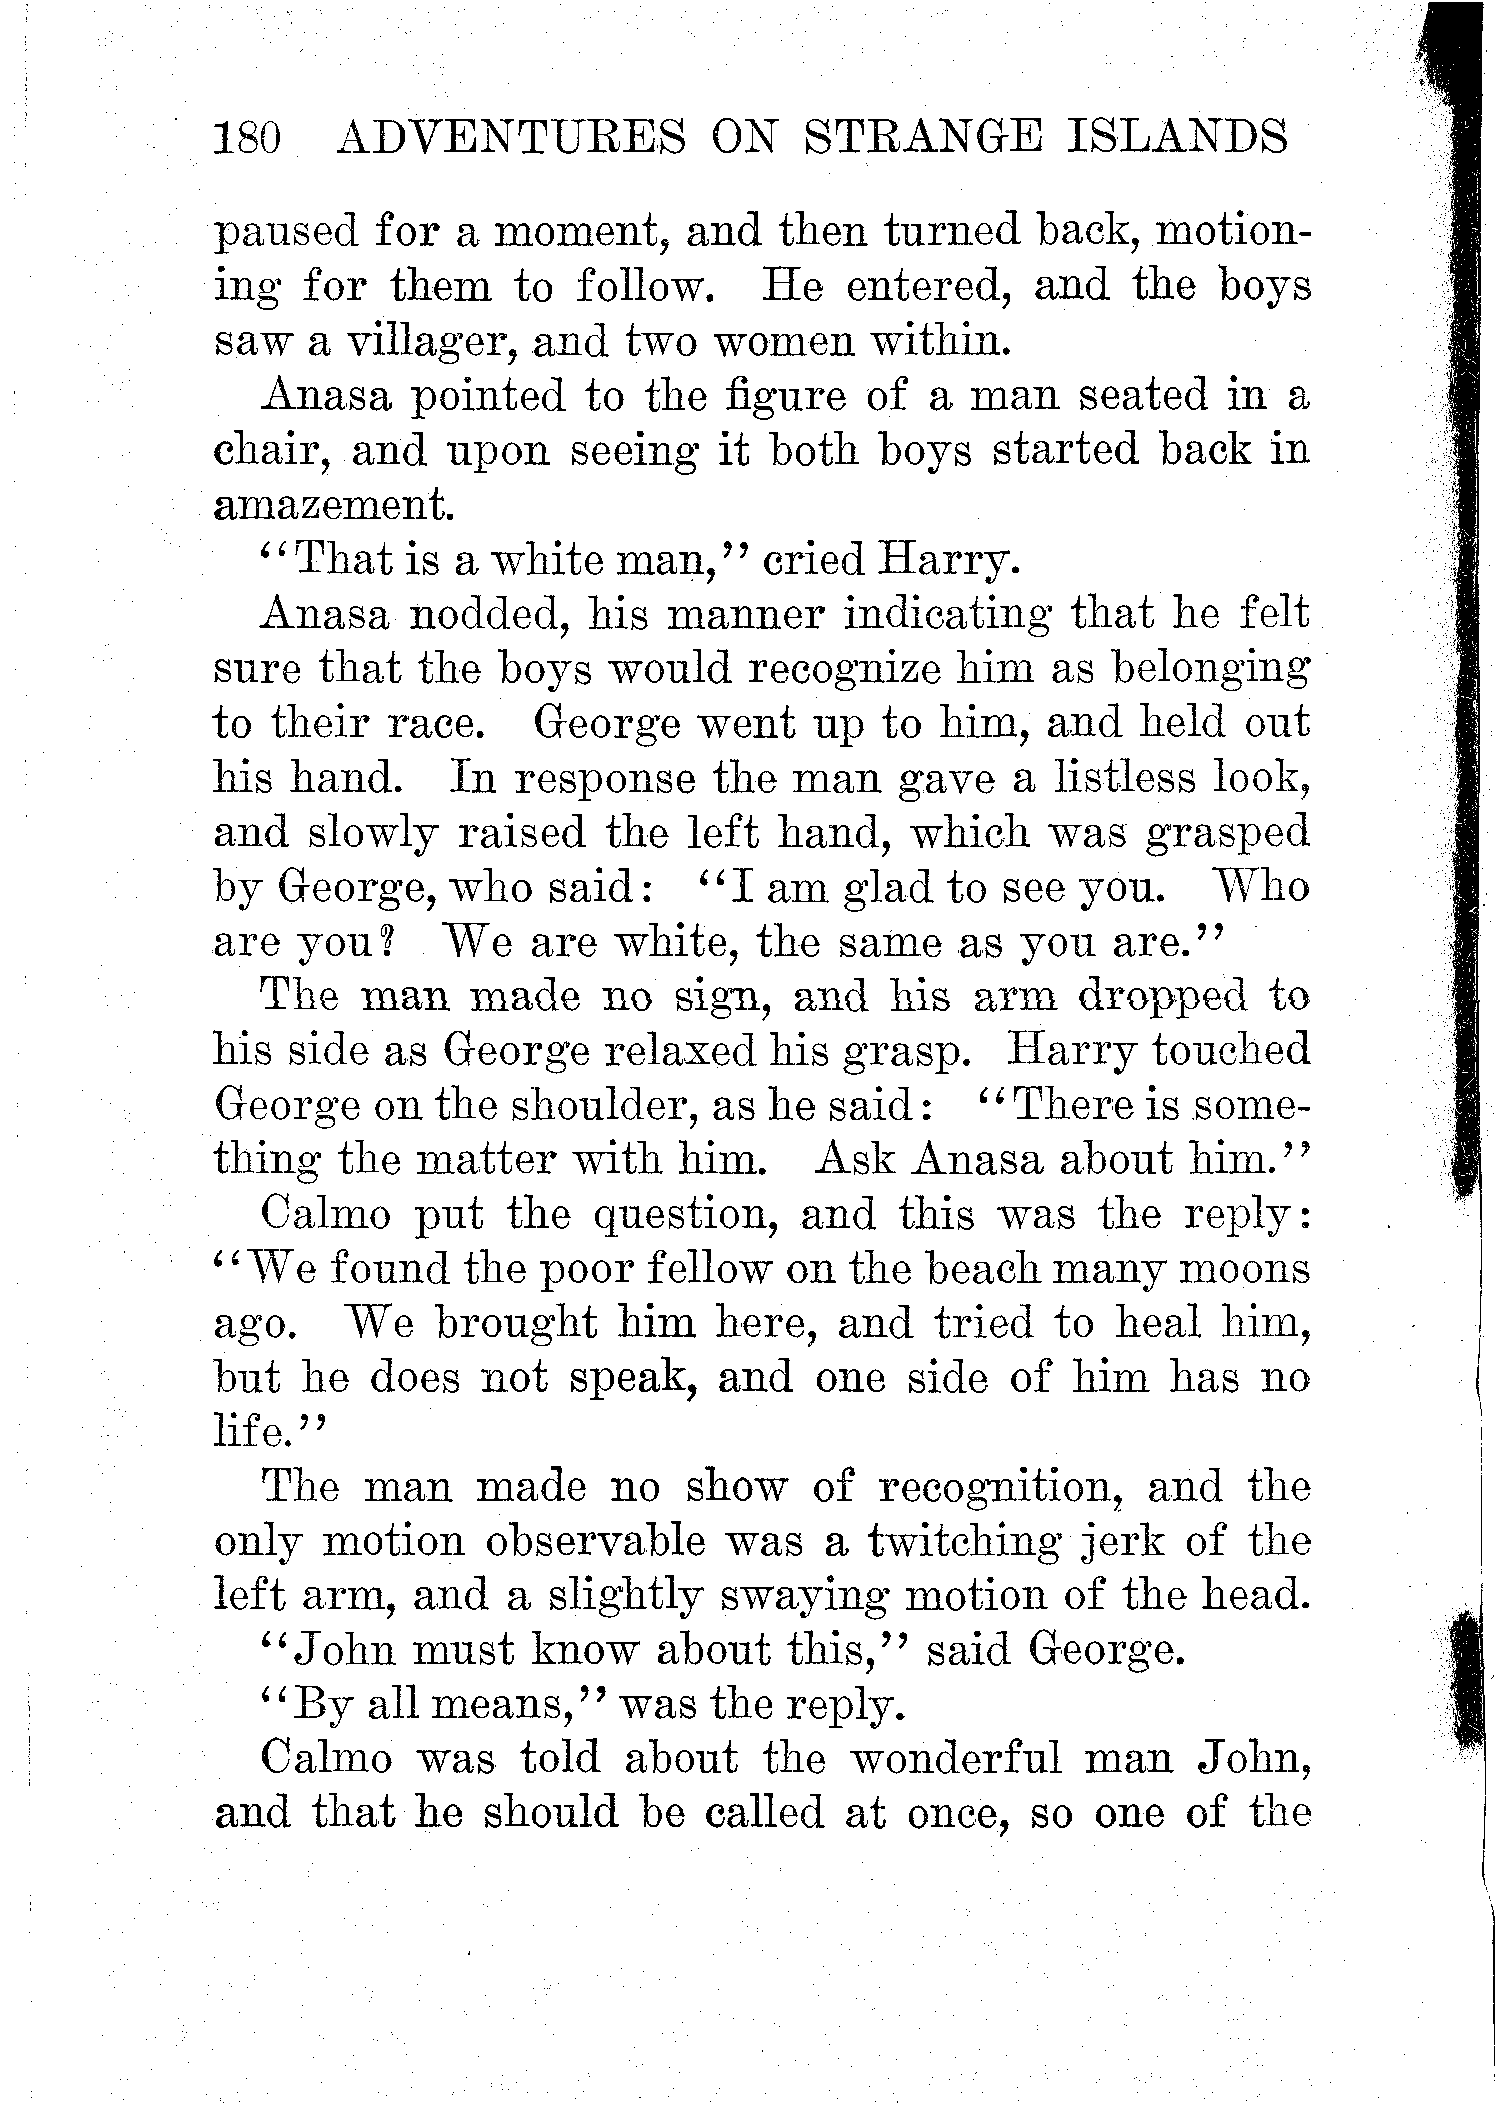 180 ADVENTURES ON STRANGE ISLANDS
paused for a moment, and then turned back, motion-
ing for them to follow. He entered, and the boys
saw a villager, and two women within.
Anasa pointed to the figure of a man seated in a
chair, and upon seeing it both boys started back in
amazement.
"That is a white man," cried Harry.
Anasa nodded, his manner indicating that he felt
sure that the boys would recognize him as belonging
to their race. George went up to him, and held out
his hand. In response the man gave a listless look,
and slowly raised the left hand, which was grasped
by George, who said: "I am glad to see you. Who
are you? We are white, the same as you are."
The man made no sign, and his arm dropped to
his side as George relaxed his grasp. Harry touched
George on the shoulder, as he said: "There is some-
thing the matter with him. Ask Anasa about him."
Calmo put the question, and this was the reply:
"We found the poor fellow on the beach many moons
ago. We brought him here, and tried to heal him,
but he does not speak, and one side of him has no
life."
The man made no show of recognition, and the
only motion observable was a twitching jerk of the
left arm, and a slightly swaying motion of the head.
"John must know about this," said George.
"By all means," was the reply.
Calmo was told about the wonderful man John,
and that he should be called at once, so one of the